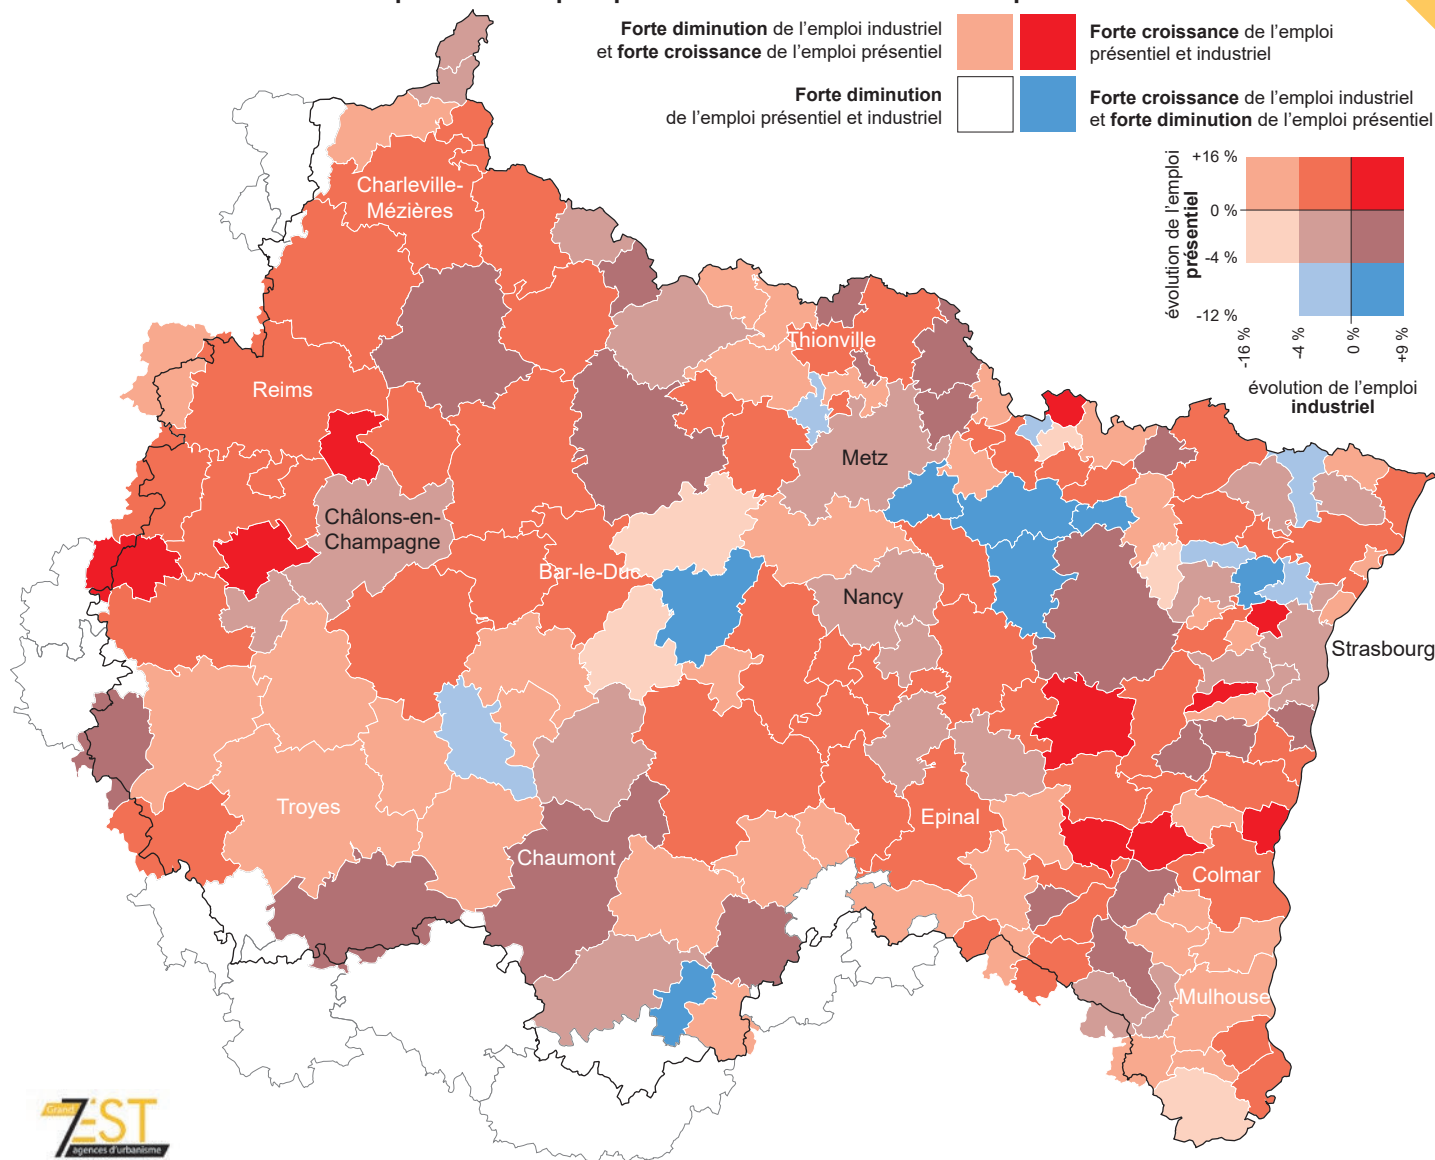 Forte diminution de l'emploi industriel
et forte croissance de l'emploi présentiel
Forte croissance de l'emploi
présentiel et industriel
Forte diminution
de l'emploi présentiel et industriel
Forte croissance de l'emploi industriel
et forte diminution de l'emploi présentiel
évolution de l'emploi
présentiel
+16 %
0 %
-4 %
-12 %
-16 %
-4 %
0 %
+9 %
évolution de l'emploi
industriel
Charleville-
Mézières
Thionville
Reims
Metz
Châlons-en-
Champagne
Bar-le-Duc
Nancy
Strasbourg
Troyes
Epinal
Chaumont
Colmar
Mulhouse
Grand
7EST
agences d'urbanisme